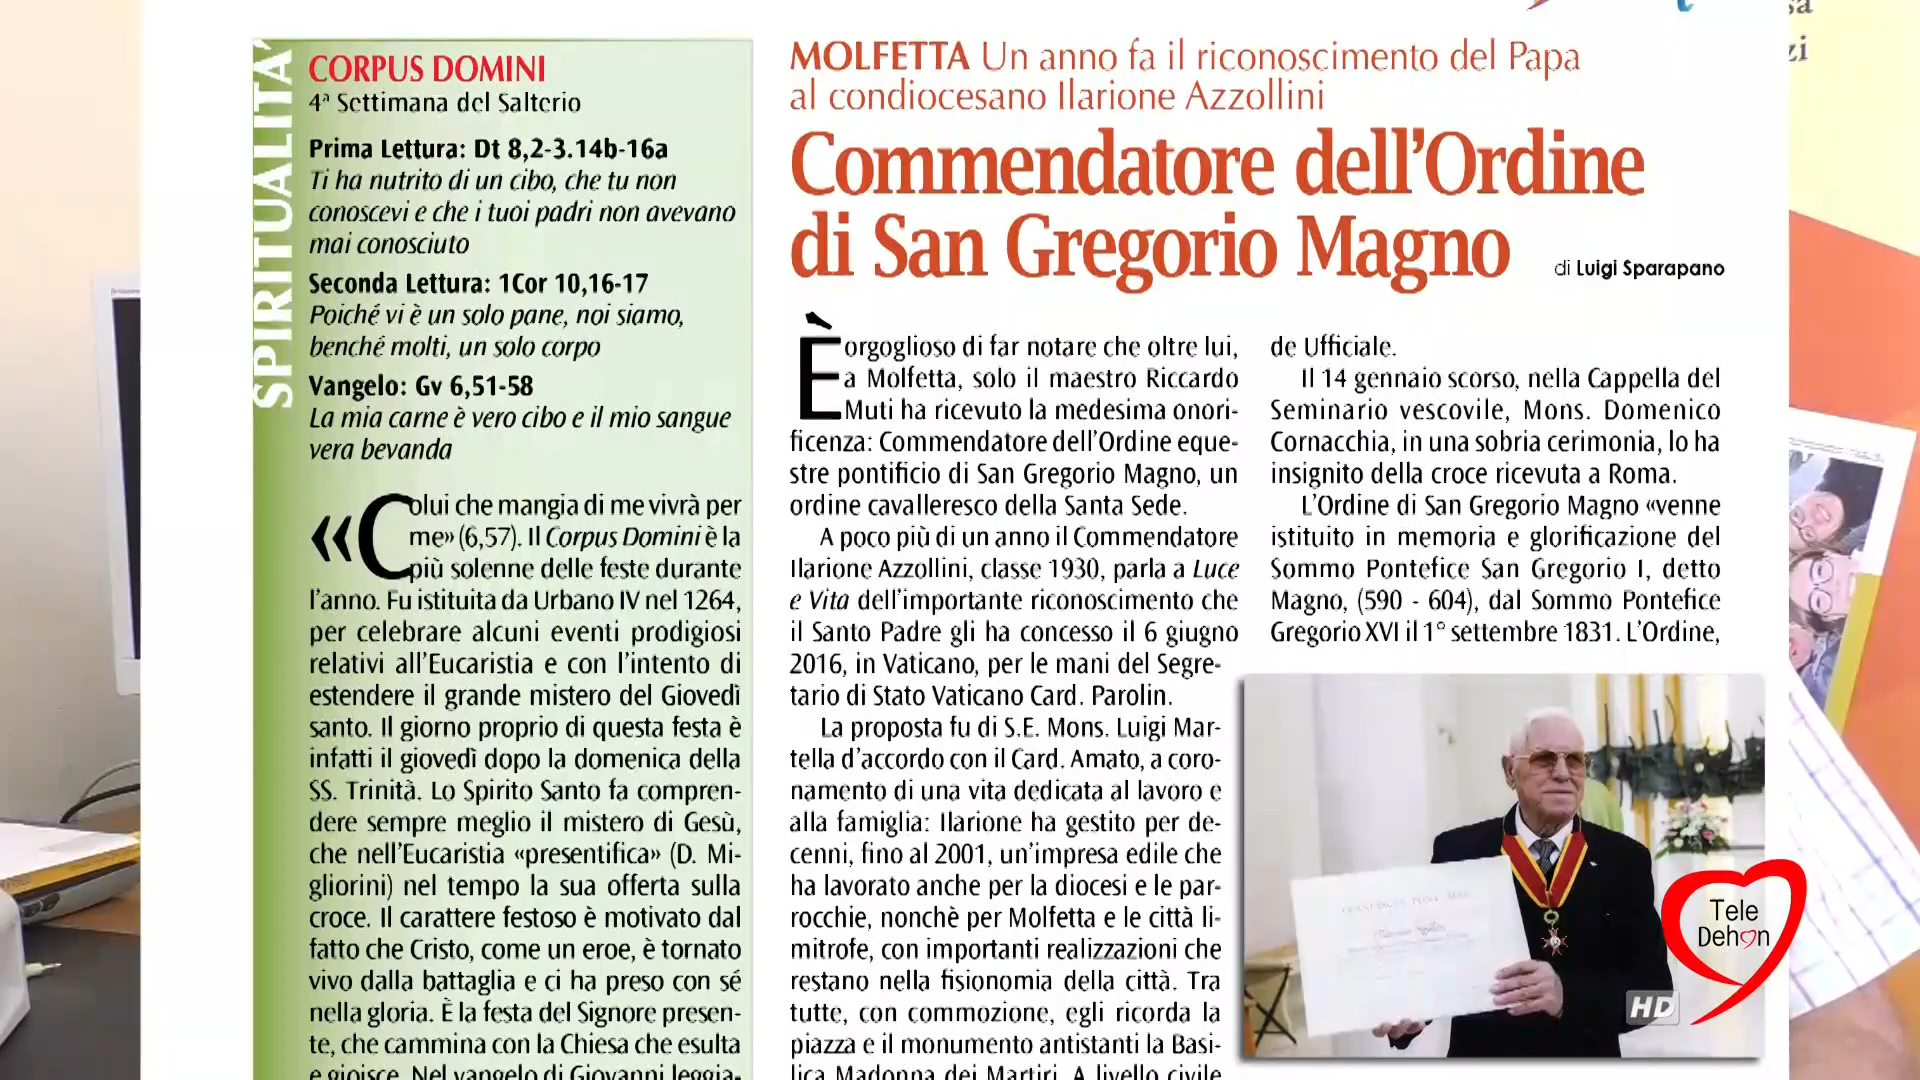 SPIRITUALITÀ
CORPUS DOMINI
4ª Settimana del Salterio
Prima Lettura: Dt 8,2-3.14b-16a
Ti ha nutrito di un cibo, che tu non
conoscevi e che i tuoi padri non avevano
mai conosciuto
Seconda Lettura: 1Cor 10,16-17
Poiché vi è un solo pane, noi siamo,
benché molti, un solo corpo
Vangelo: Gv 6,51-58
La mia carne è vero cibo e il mio sangue
vera bevanda
«Colui che mangia di me vivrà per
me» (6,57). Il Corpus Domini è la
più solenne delle feste durante
l'anno. Fu istituita da Urbano IV nel 1264,
per celebrare alcuni eventi prodigiosi
relativi all'Eucaristia e con l'intento di
estendere il grande mistero del Giovedì
santo. Il giorno proprio di questa festa è
infatti il giovedì dopo la domenica della
SS. Trinità. Lo Spirito Santo fa compren-
dere sempre meglio il mistero di Gesù,
che nell'Eucaristia «presentifica» (D. Mi-
gliorini) nel tempo la sua offerta sulla
croce. Il carattere festoso è motivato dal
fatto che Cristo, come un eroe, è tornato
vivo dalla battaglia e ci ha preso con sé
nella gloria. È la festa del Signore presen-
te, che cammina con la Chiesa che esulta
e gioisce. Nel vangelo di Giovanni leggia-
MOLFETTA Un anno fa il riconoscimento del Papa
al condiocesano Ilarione Azzollini
Commendatore dell'Ordine
di San Gregorio Magno
di Luigi Sparapano
È orgoglioso di far notare che oltre lui,
a Molfetta, solo il maestro Riccardo
Muti ha ricevuto la medesima onori-
ficenza: Commendatore dell'Ordine eque-
stre pontificio di San Gregorio Magno, un
ordine cavalleresco della Santa Sede.
A poco più di un anno il Commendatore
Ilarione Azzollini, classe 1930, parla a Luce
e Vita dell'importante riconoscimento che
il Santo Padre gli ha concesso il 6 giugno
2016, in Vaticano, per le mani del Segre-
tario di Stato Vaticano Card. Parolin.
La proposta fu di S.E. Mons. Luigi Mar-
tella d'accordo con il Card. Amato, a coro-
namento di una vita dedicata al lavoro e
alla famiglia: Ilarione ha gestito per de-
cenni, fino al 2001, un'impresa edile che
ha lavorato anche per la diocesi e le par-
rocchie, nonchè per Molfetta e le città li-
mitrofe, con importanti realizzazioni che
restano nella fisionomia della città. Tra
tutte, con commozione, egli ricorda la
piazza e il monumento antistanti la Basi-
lica Madonna dei Martiri. A livello civile
de Ufficiale.
Il 14 gennaio scorso, nella Cappella del
Seminario vescovile, Mons. Domenico
Cornacchia, in una sobria cerimonia, lo ha
insignito della croce ricevuta a Roma.
L'Ordine di San Gregorio Magno «venne
istituito in memoria e glorificazione del
Sommo Pontefice San Gregorio I, detto
Magno, (590 - 604), dal Sommo Pontefice
Gregorio XVI il 1° settembre 1831. L'Ordine,
Tele
Dehon
HD